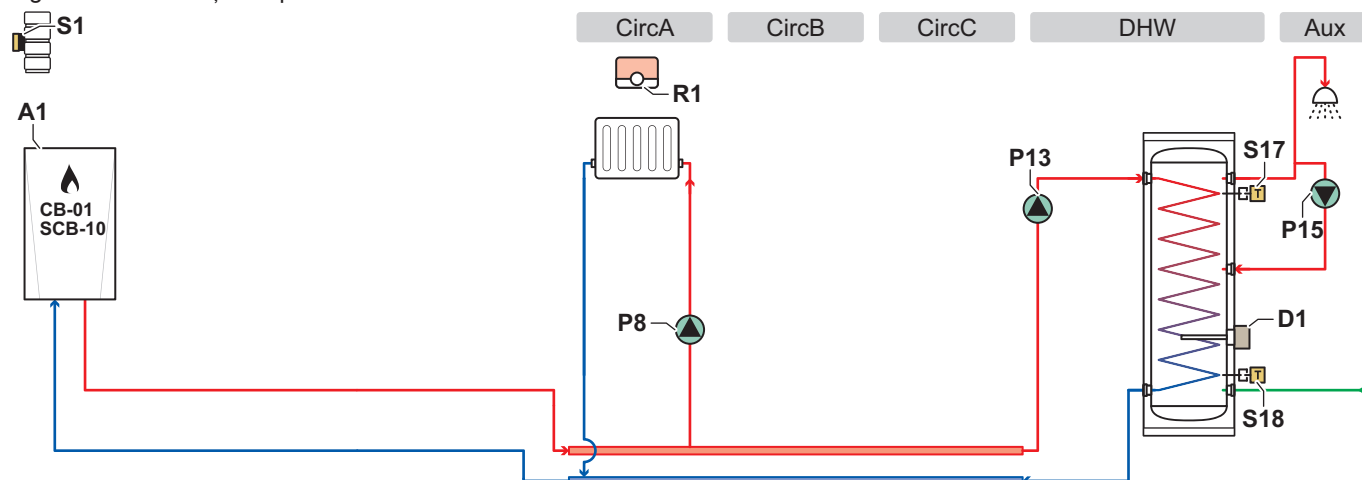 S1
CircA
CircB
CircC
DHW
Aux
R1
A1
CB-01
SCB-10
P13
S17
T
P15
P8
D1
T
S18